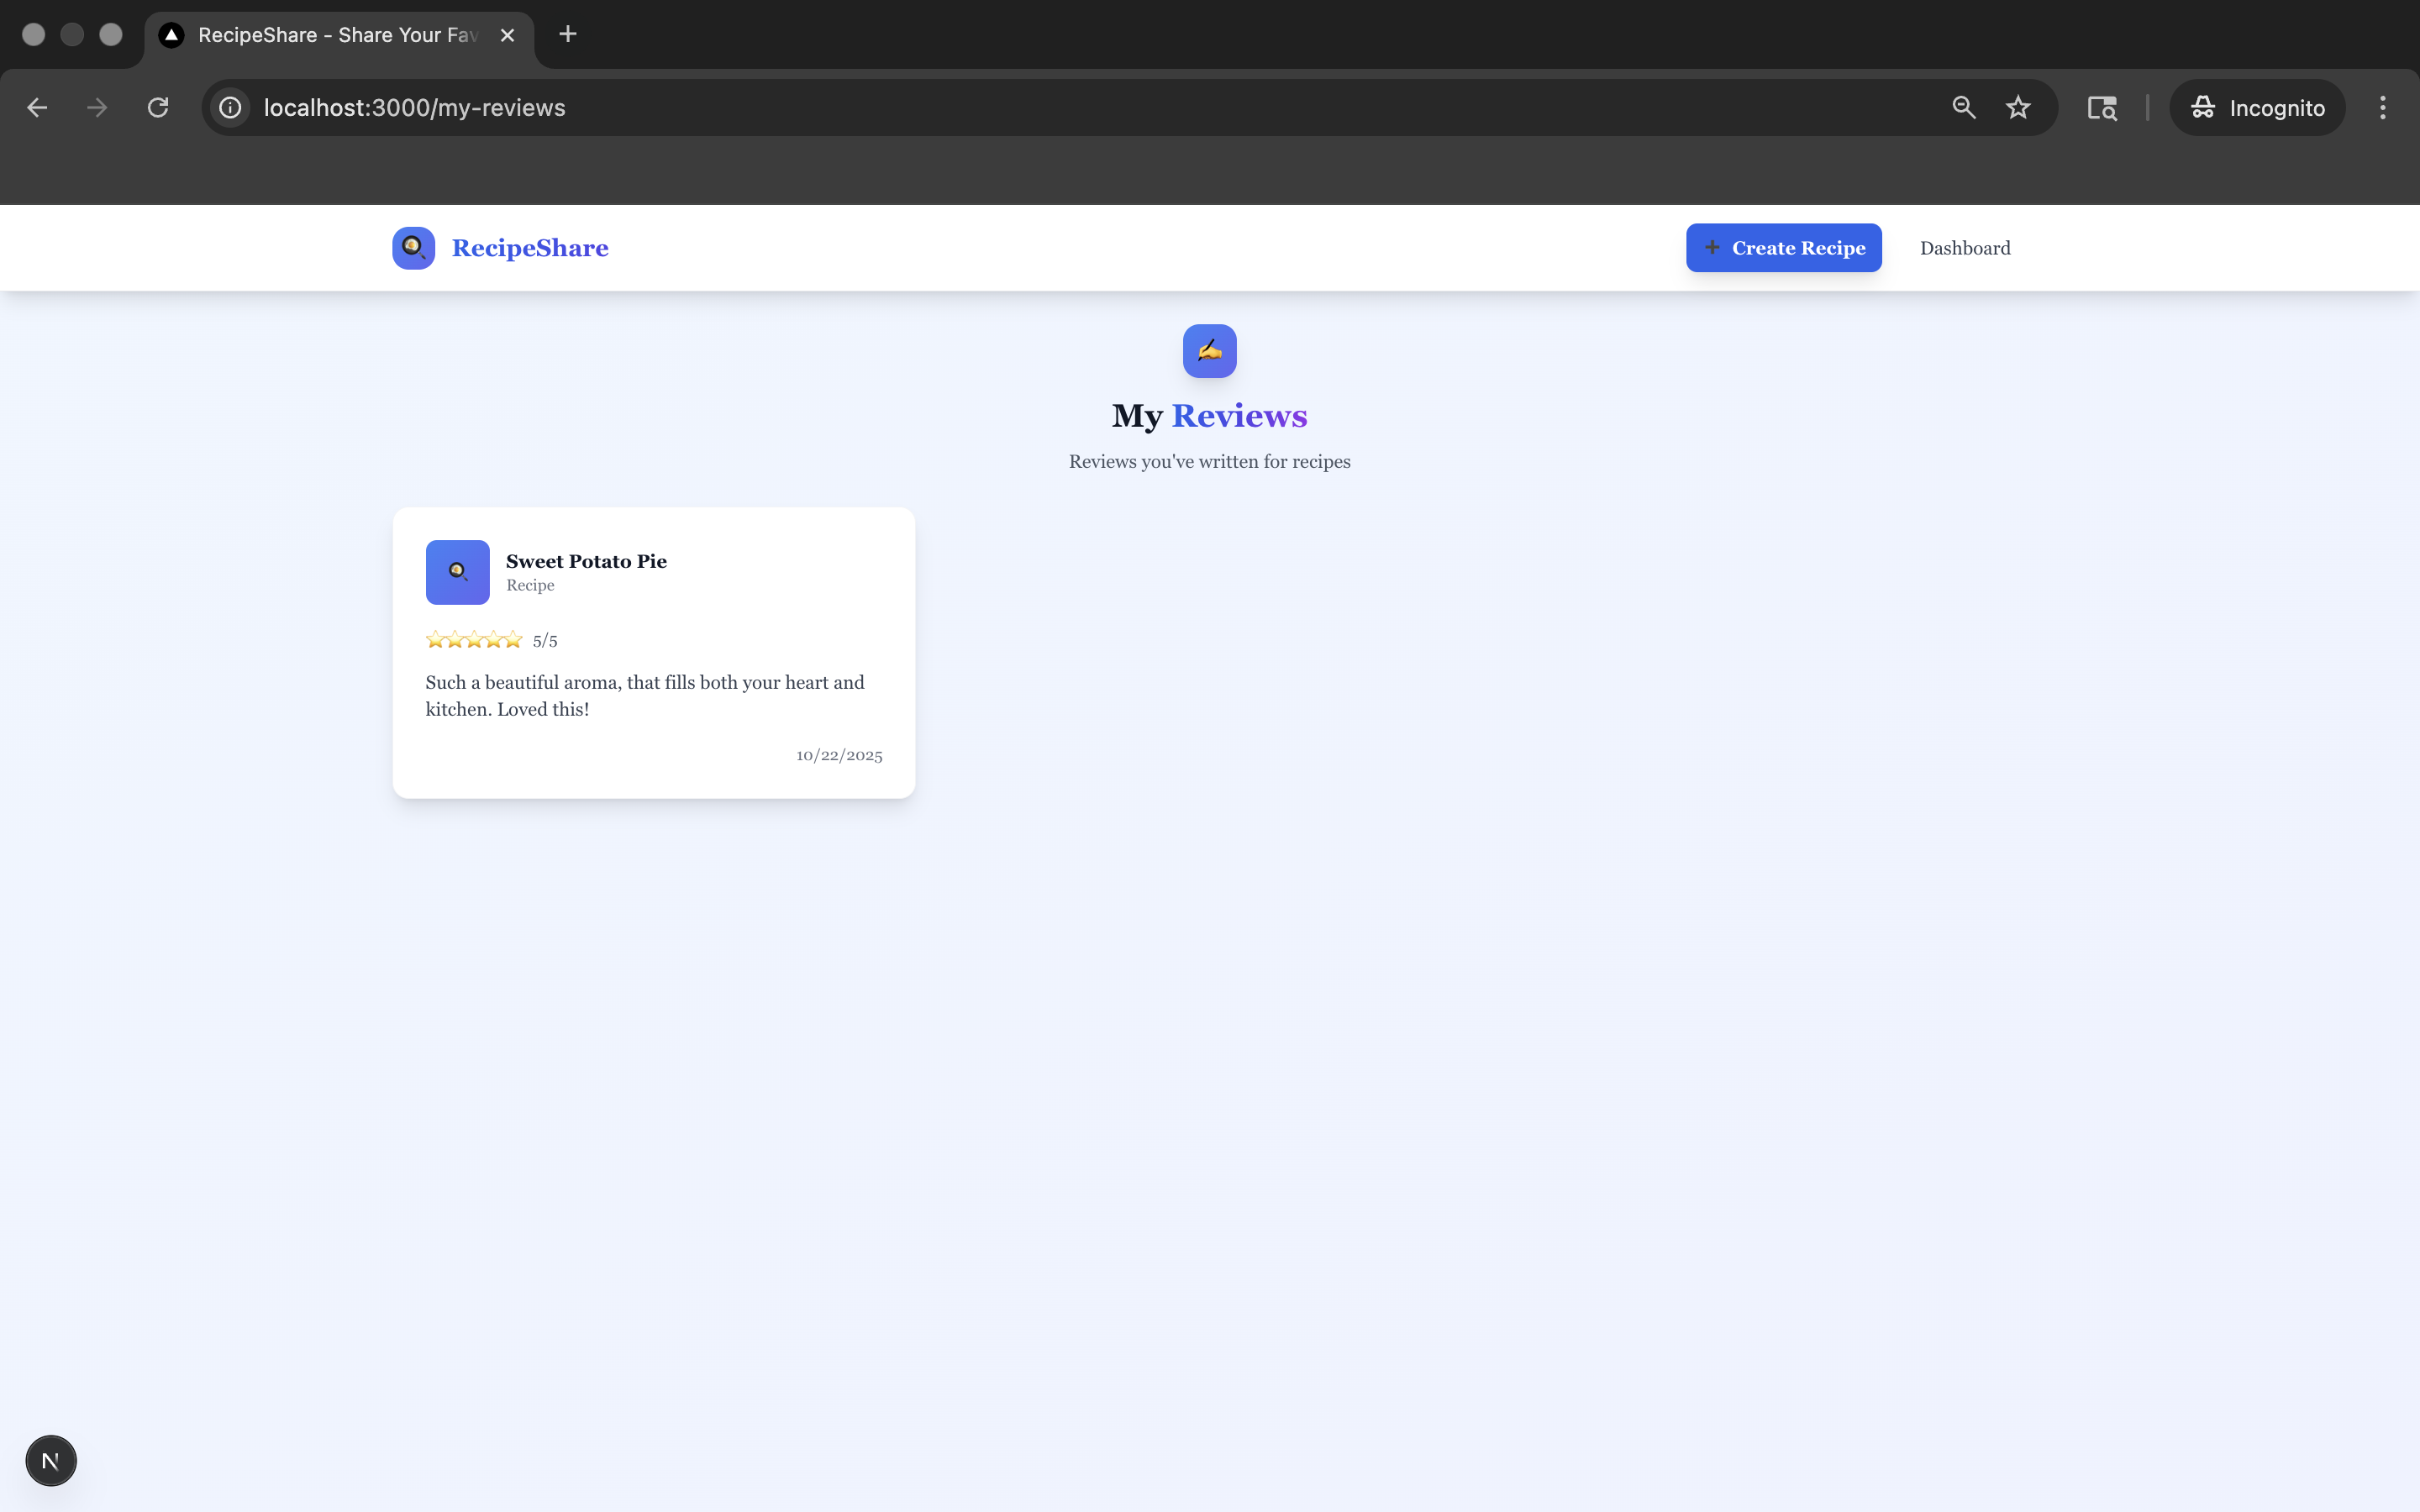 RecipeShare - Share Your Fav
localhost:3000/my-reviews
Incognito
RecipeShare
Create Recipe
Dashboard
My Reviews
Reviews you've written for recipes
Sweet Potato Pie
Recipe
5/5
Such a beautiful aroma, that fills both your heart and
kitchen. Loved this!
10/22/2025
N